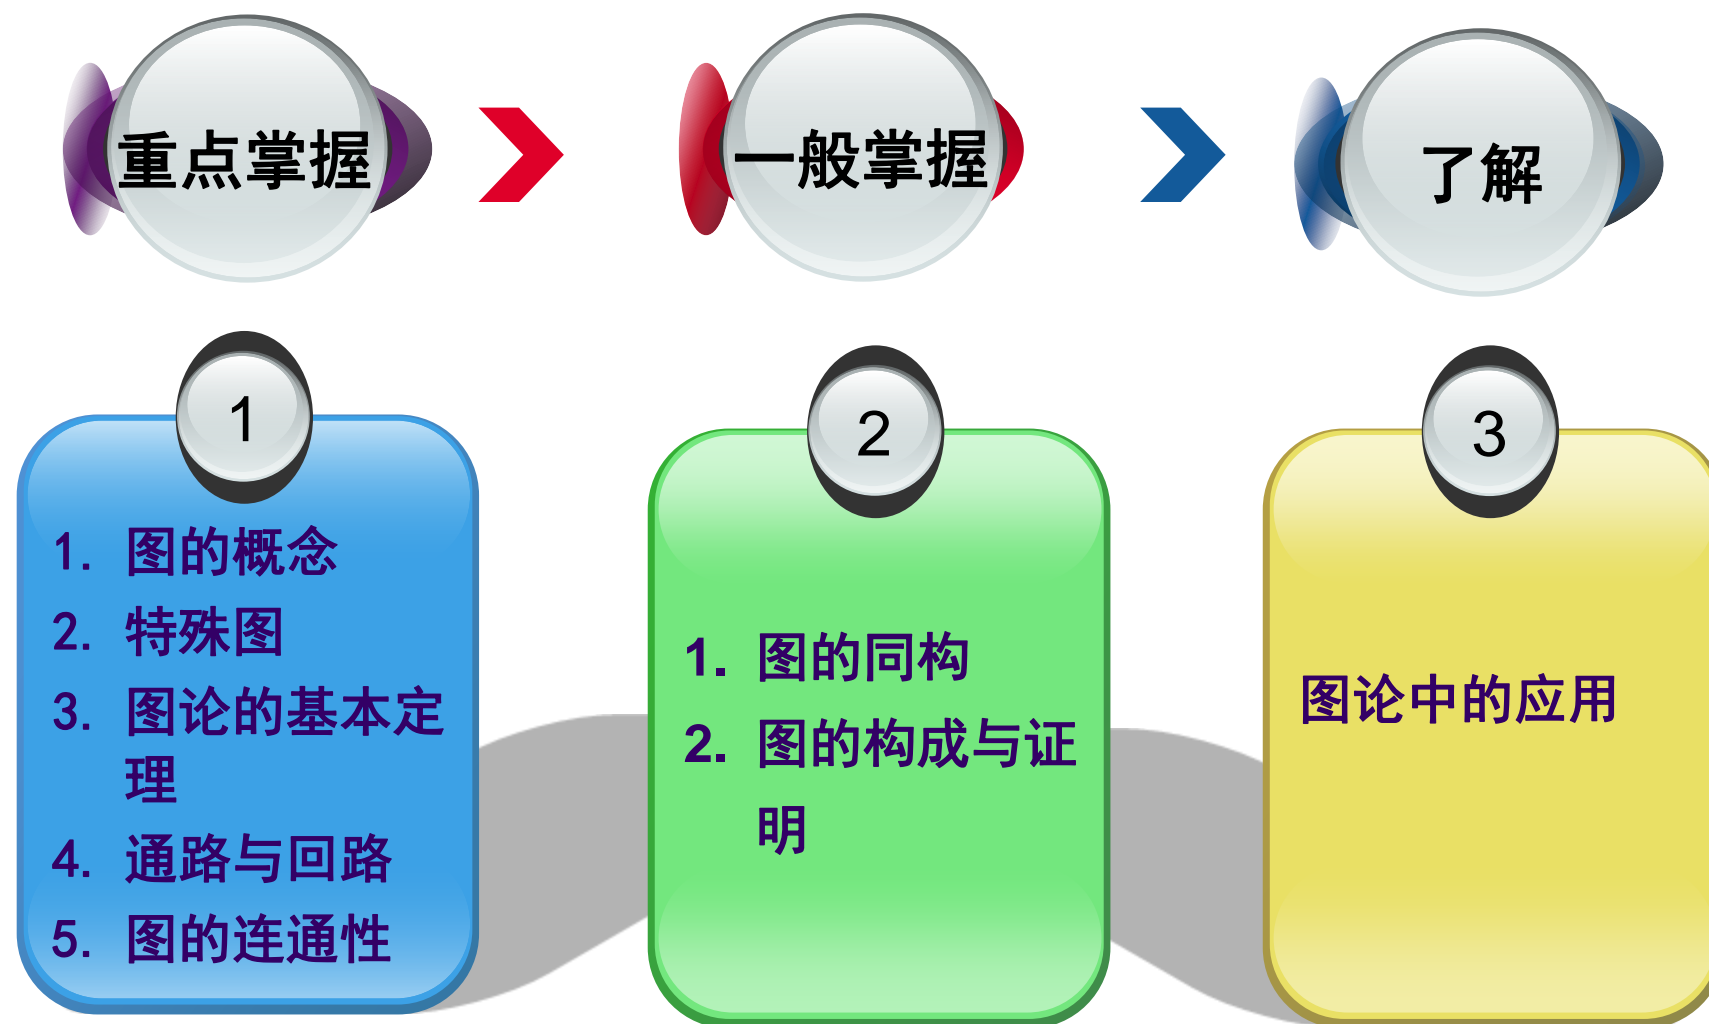 重点掌握
一般掌握
了解
1
1. 图的概念
2. 特殊图
3. 图论的基本定
理
4. 通路与回路
5. 图的连通性
2
1. 图的同构
2. 图的构成与证
明
3
图论中的应用